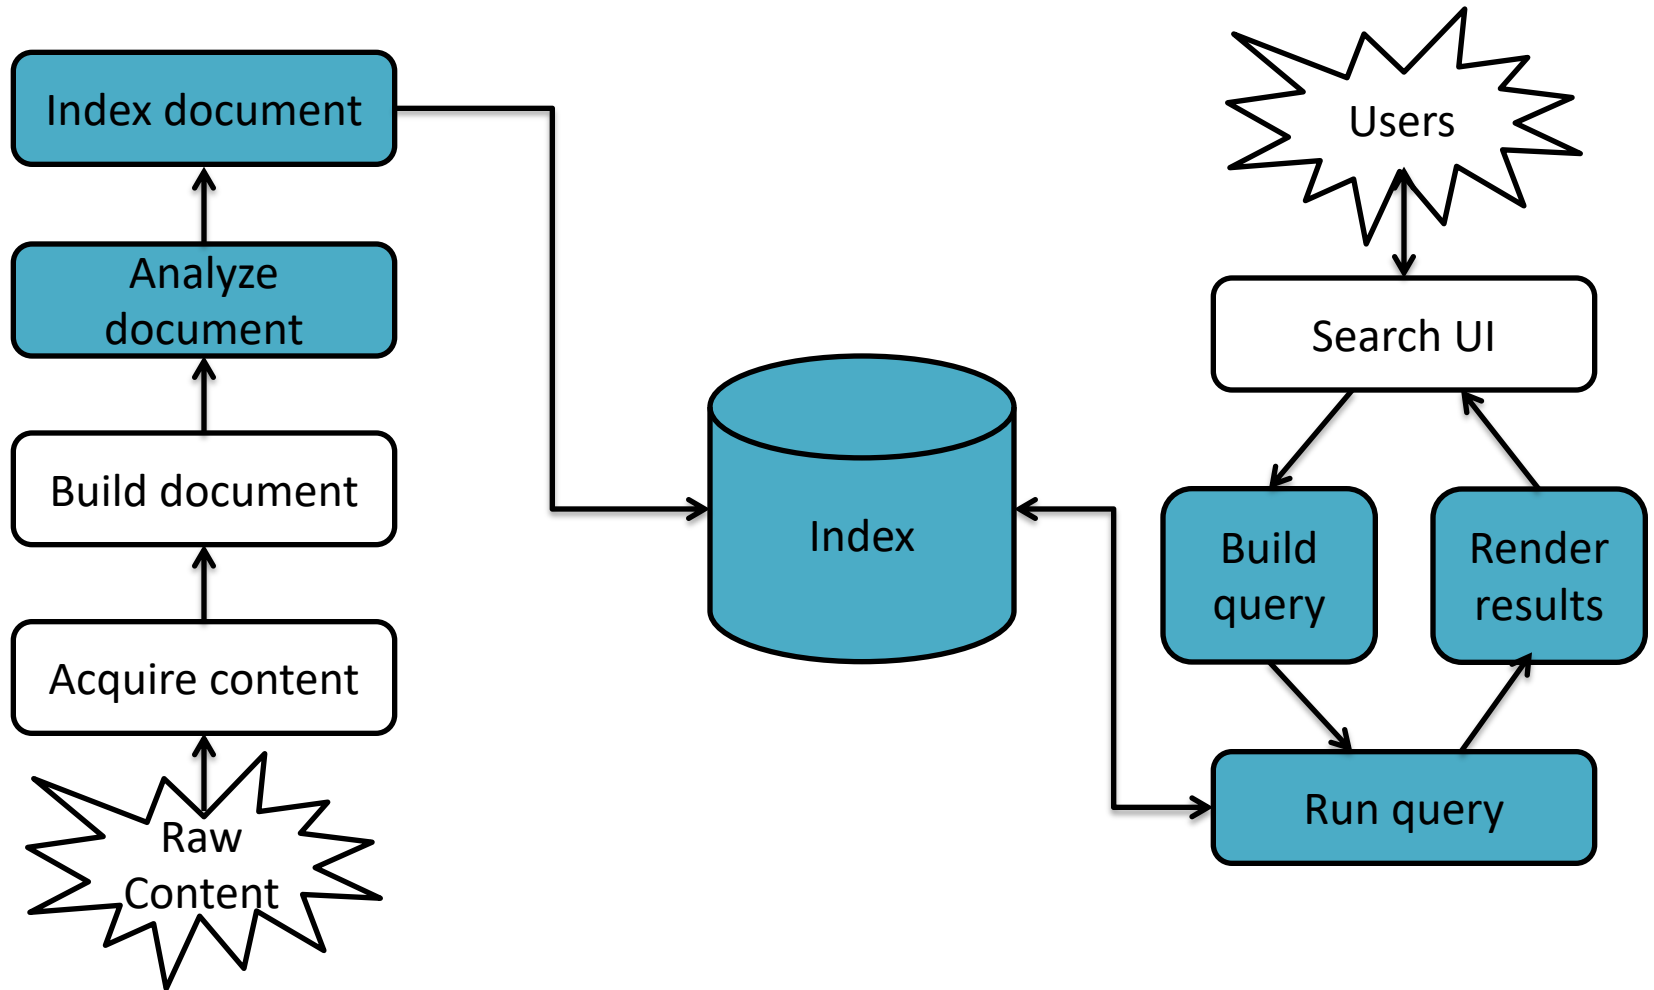 Index document
Analyze
document
Build document
Acquire content
Raw
Content
Index
Users
Search UI
Build
query
Render
results
Run query